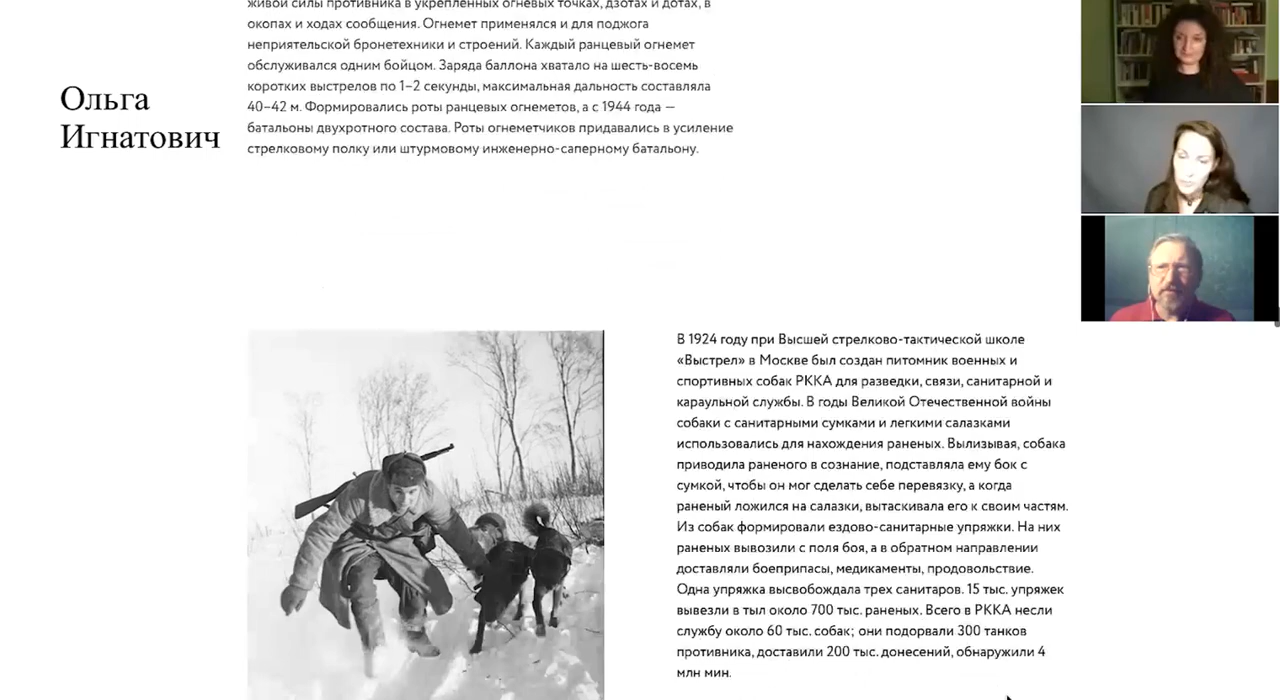 живой силы противника в укрепленных огневых точках, дзотах и дотах, в
окопах и ходах сообщения. Огнемет применялся и для поджога
неприятельской бронетехники и строений. Каждый ранцевый огнемет
обслуживался одним бойцом. Заряда баллона хватало на шесть-восемь
коротких выстрелов по 1–2 секунды, максимальная дальность составляла
40–42 м. Формировались роты ранцевых огнеметов, а с 1944 года —
батальоны двухротного состава. Роты огнеметчиков придавались в усиление
стрелковому полку или штурмовому инженерно-саперному батальону.
Ольга
Игнатович
В 1924 году при Высшей стрелково-тактической школе
«Выстрел» в Москве был создан питомник военных и
спортивных собак РККА для разведки, связи, санитарной и
караульной службы. В годы Великой Отечественной войны
собаки с санитарными сумками и легкими салазками
использовались для нахождения раненых. Вылизывая, собака
приводила раненого в сознание, подставляла ему бок с
сумкой, чтобы он мог сделать себе перевязку, а когда
раненый ложился на салазки, вытаскивала его к своим частям.
Из собак формировали ездово-санитарные упряжки. На них
раненых вывозили с поля боя, а в обратном направлении
доставляли боеприпасы, медикаменты, продовольствие.
Одна упряжка высвобождала трех санитаров. 15 тыс. упряжек
вывезли в тыл около 700 тыс. раненых. Всего в РККА несли
службу около 60 тыс. собак; они подорвали 300 танков
противника, доставили 200 тыс. донесений, обнаружили 4
млн мин.